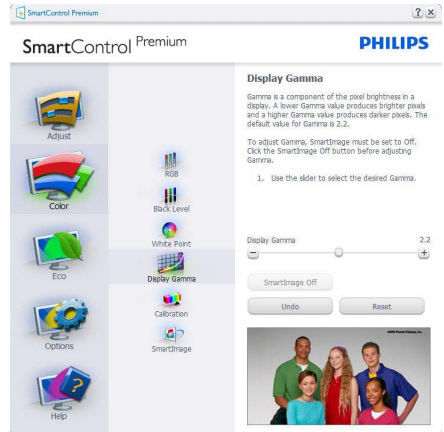 SmartControl Premium
? ×
SmartControl Premium
PHILIPS
Adjust
Color
Eco
Options
Help
RGB
Black Level
White Point
Display Gamma
Calibration
SmartImage
Display Gamma
Gamma is a component of the pixel brightness in a
display. A lower Gamma value produces brighter pixels
and a higher Gamma value produces darker pixels. The
default value for Gamma is 2.2.
To adjust Gamma, SmartImage must be set to Off.
Click the SmartImage Off button before adjusting
Gamma.
1. Use the slider to select the desired Gamma.
Display Gamma 2.2
SmartImage Off
Undo Reset